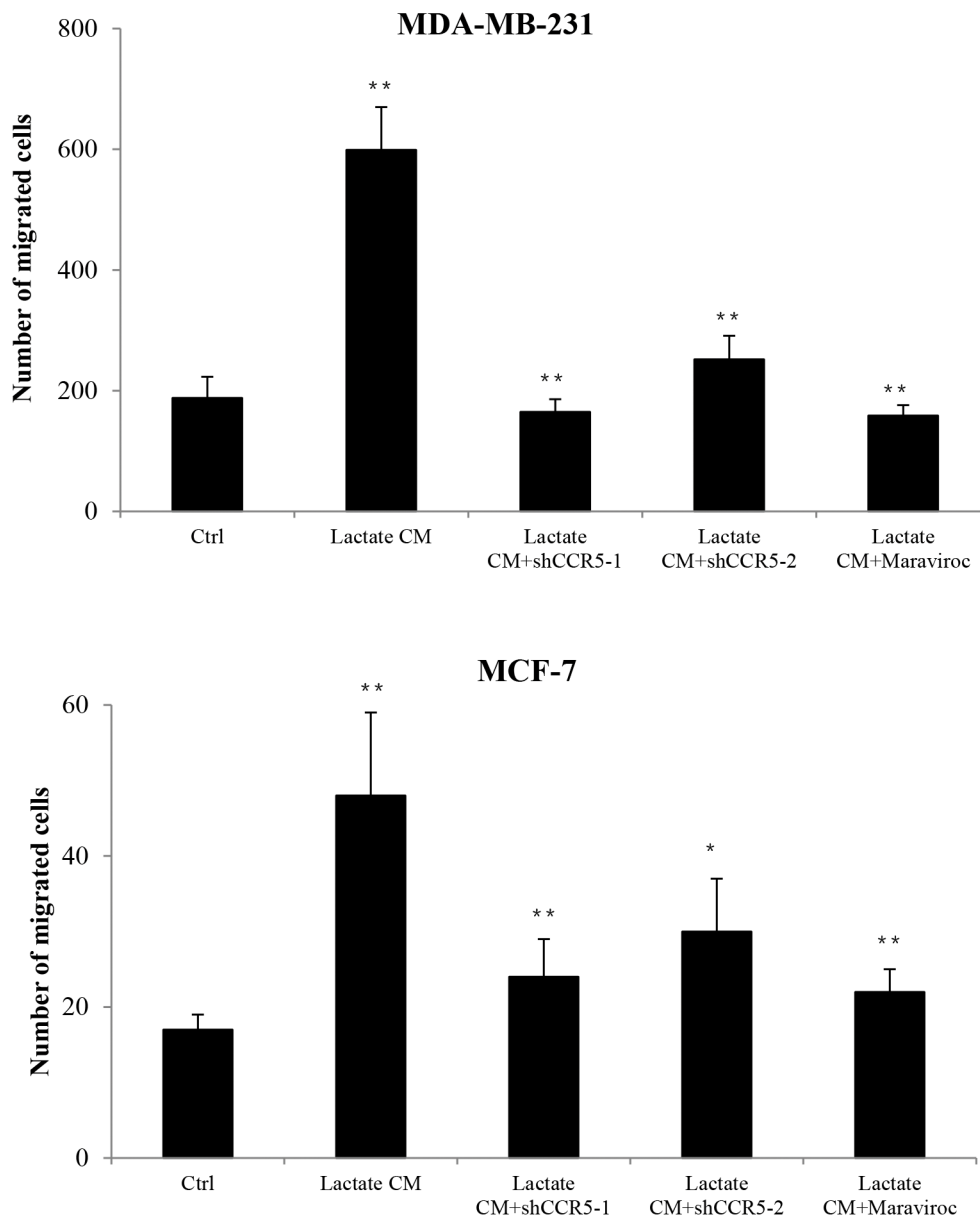 MDA-MB-231
Number of migrated cells
800
600
400
200
0
**
**
**
**
Ctrl
Lactate CM
Lactate
CM+shCCR5-1
Lactate
CM+shCCR5-2
Lactate
CM+Maraviroc
MCF-7
Number of migrated cells
60
40
20
0
**
**
*
**
Ctrl
Lactate CM
Lactate
CM+shCCR5-1
Lactate
CM+shCCR5-2
Lactate
CM+Maraviroc